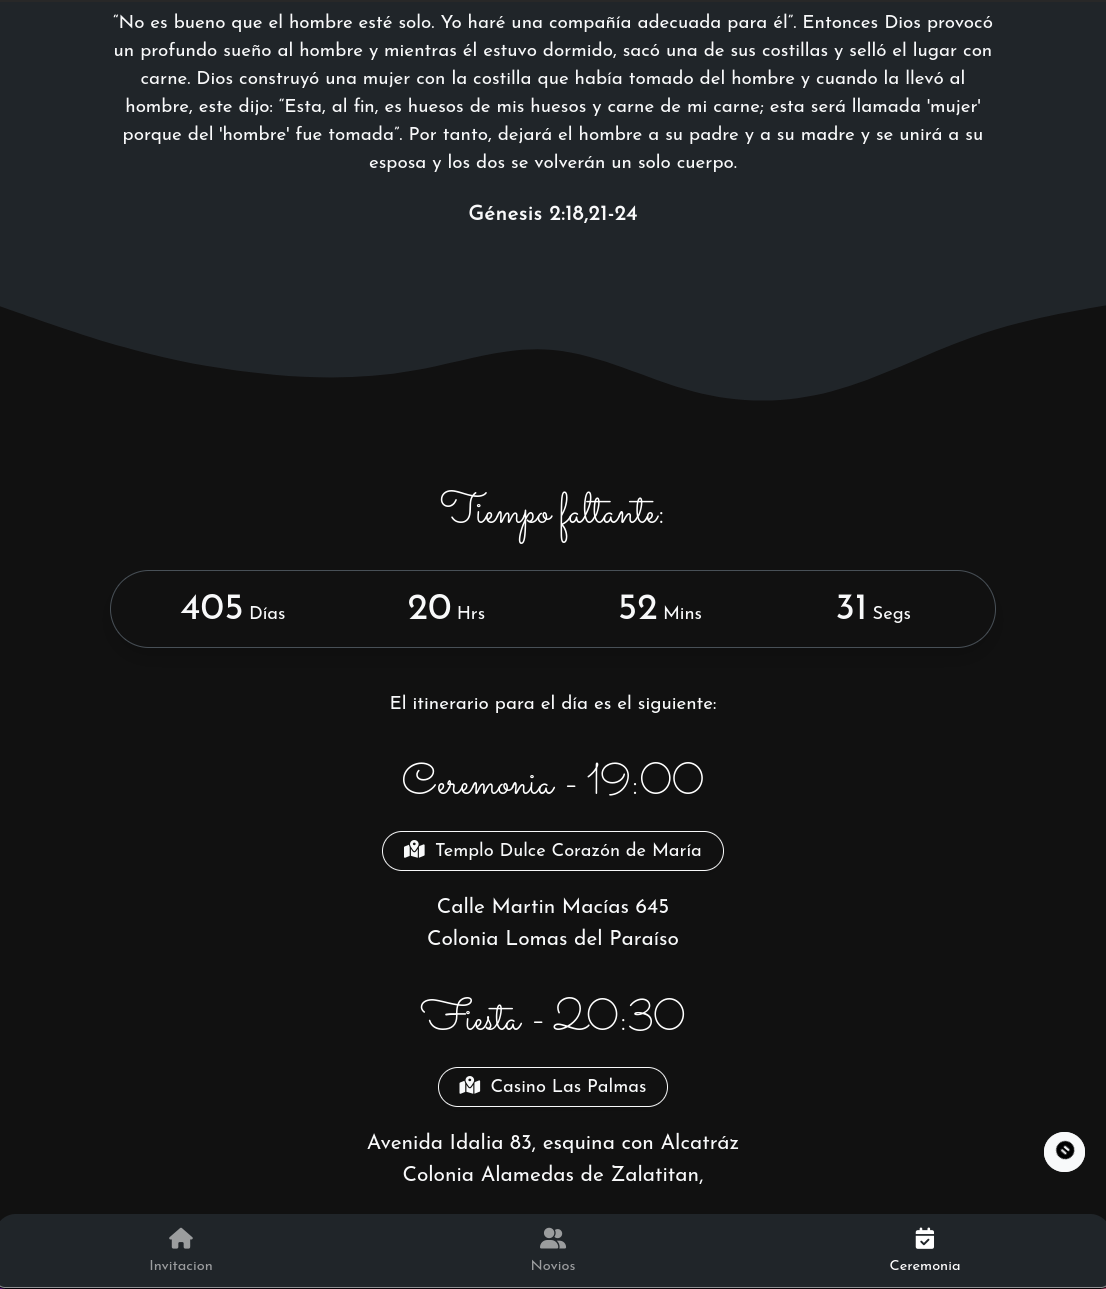 “No es bueno que el hombre esté solo. Yo haré una compañía adecuada para él”. Entonces Dios provocó
un profundo sueño al hombre y mientras él estuvo dormido, sacó una de sus costillas y selló el lugar con
carne. Dios construyó una mujer con la costilla que había tomado del hombre y cuando la llevó al
hombre, este dijo: “Esta, al fin, es huesos de mis huesos y carne de mi carne; esta será llamada 'mujer'
porque del 'hombre' fue tomada”. Por tanto, dejará el hombre a su padre y a su madre y se unirá a su
esposa y los dos se volverán un solo cuerpo.
Génesis 2:18,21-24
Tiempo faltante:
405 Días 20 Hrs 52 Mins 31 Segs
El itinerario para el día es el siguiente:
Ceremonia - 19:00
Templo Dulce Corazón de María
Calle Martin Macías 645
Colonia Lomas del Paraíso
Fiesta - 20:30
Casino Las Palmas
Avenida Idalia 83, esquina con Alcatráz
Colonia Alamedas de Zalatitan,
Invitacion Novios Ceremonia